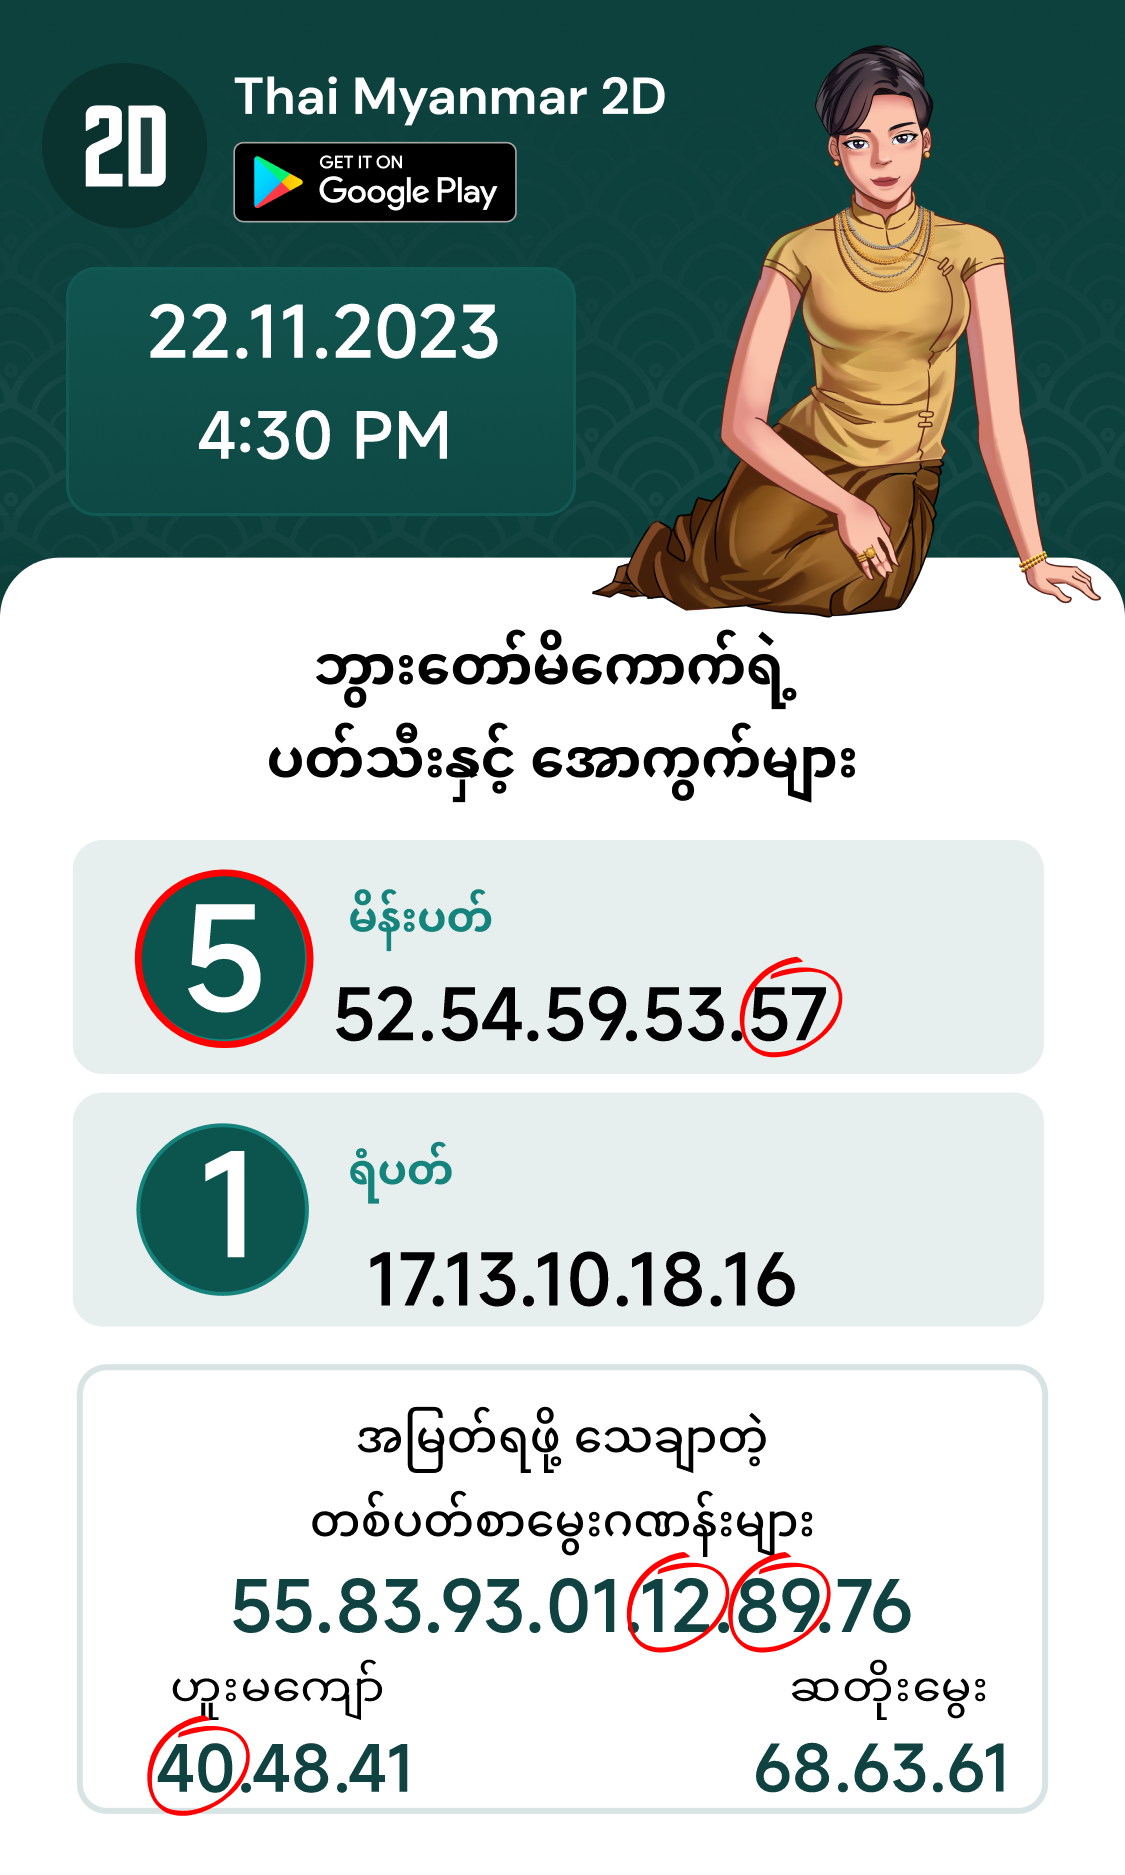 2D
Thai Myanmar 2D
GET IT ON
Google Play
22.11.2023
4:30 PM
ဘွားတော်မိကောက်ရဲ့
ပတ်သီးနှင့် အောကွက်များ
5
မိန်းပတ်
52.54.59.53.57
1
ရံပတ်
17.13.10.18.16
အမြတ်ရဖို့ သေချာတဲ့
တစ်ပတ်စာမွေးဂဏန်းများ
55.83.93.01.12.89.76
ဟူးမကျော်
ဆတိုးမွေး
40.48.41
68.63.61